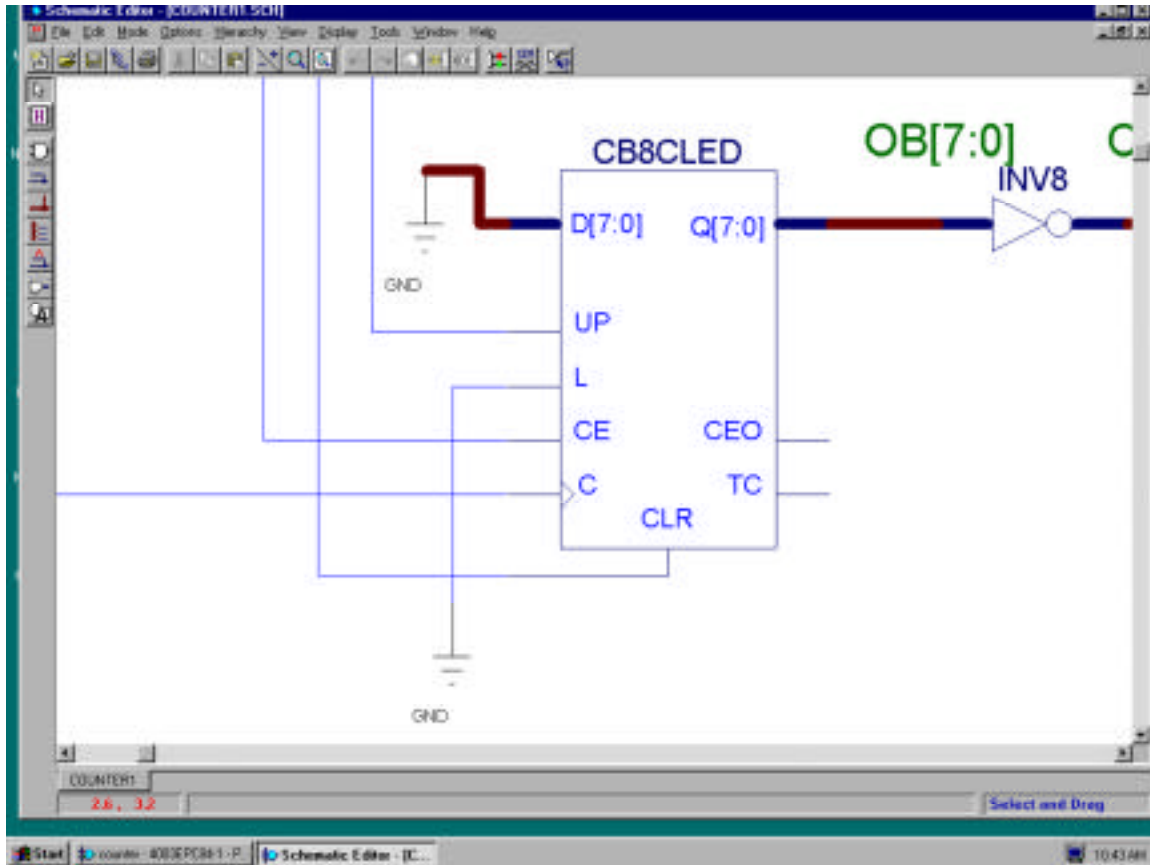 Schematic Editor - [COUNTER1.SCH]
File Edit Mode Options Hierarchy View Display Tools Window Help
SIM
H
CB8CLED
OB[7:0]
INV8
D[7:0]
Q[7:0]
GND
UP
L
CE
CEO
C
TC
CLR
GND
COUNTER1
2.6 , 3.2
Select and Drag
Start
Schematic Editor - [C...
10:43 AM